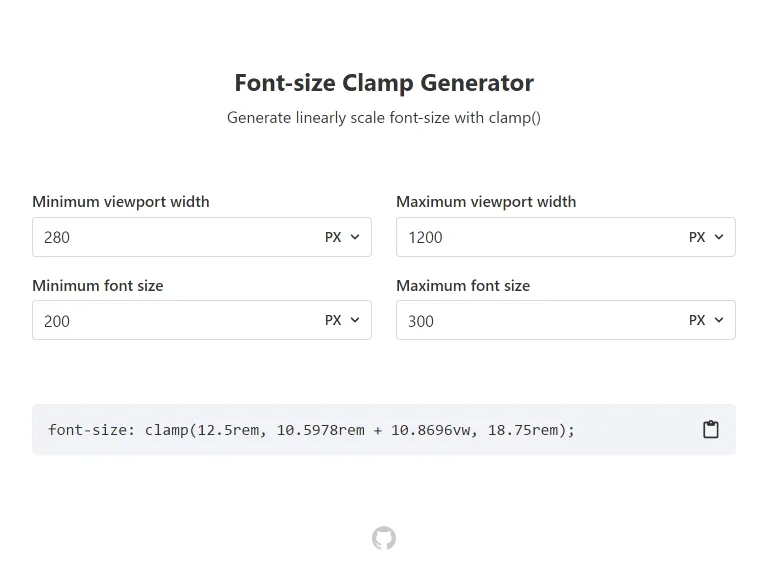 Font-size Clamp Generator
Generate linearly scale font-size with clamp()
Minimum viewport width
Maximum viewport width
280 PX
1200 PX
Minimum font size
Maximum font size
200 PX
300 PX
font-size: clamp(12.5rem, 10.5978rem + 10.8696vw, 18.75rem);